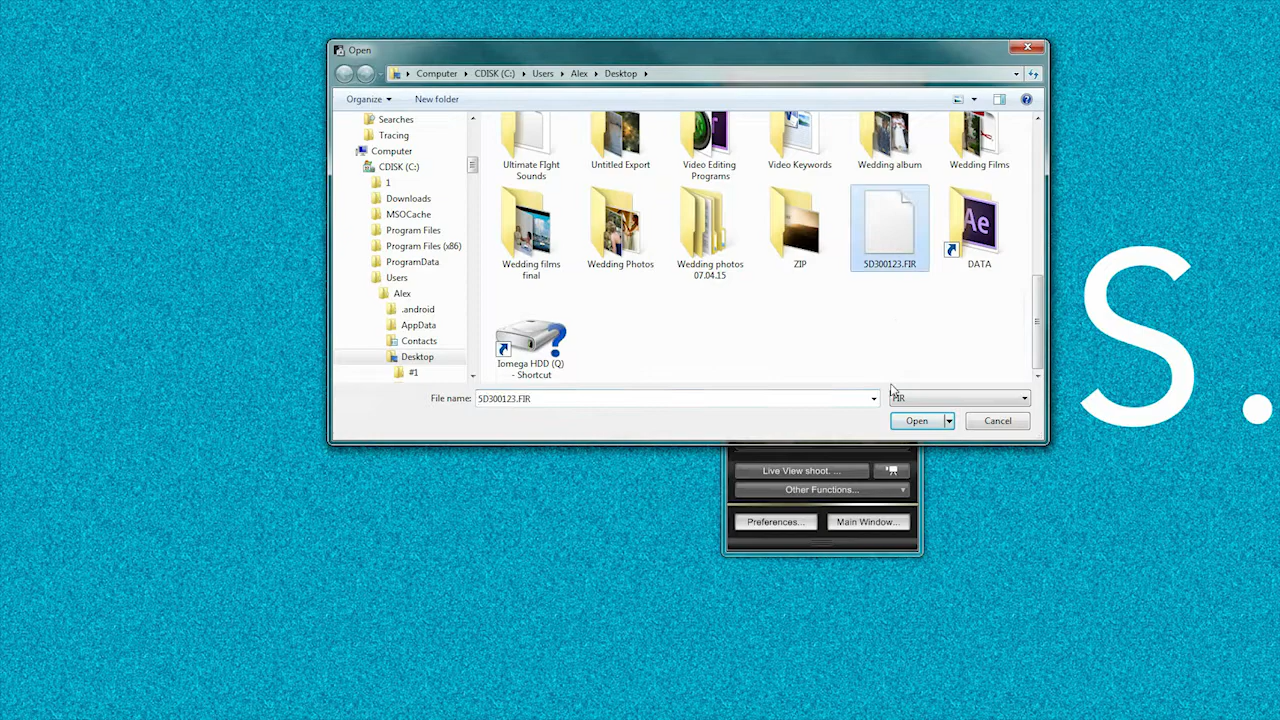 Open
Computer CDISK (C:) Users Alex Desktop
Organize New folder
Searches
Tracing
Computer
CDISK (C:)
1
Downloads
MSOCache
Program Files
Program Files (x86)
ProgramData
Users
Alex
.android
AppData
Contacts
Desktop
#1
Ultimate FIght Sounds
Untitled Export
Video Editing Programs
Video Keywords
Wedding album
Wedding Films
Wedding films final
Wedding Photos
Wedding photos 07.04.15
ZIP
5D300123.FIR
Ae
DATA
Iomega HDD (Q) - Shortcut
File name: 5D300123.FIR
Open Cancel
Live View shoot. ...
Other Functions...
Preferences... Main Window...
S.